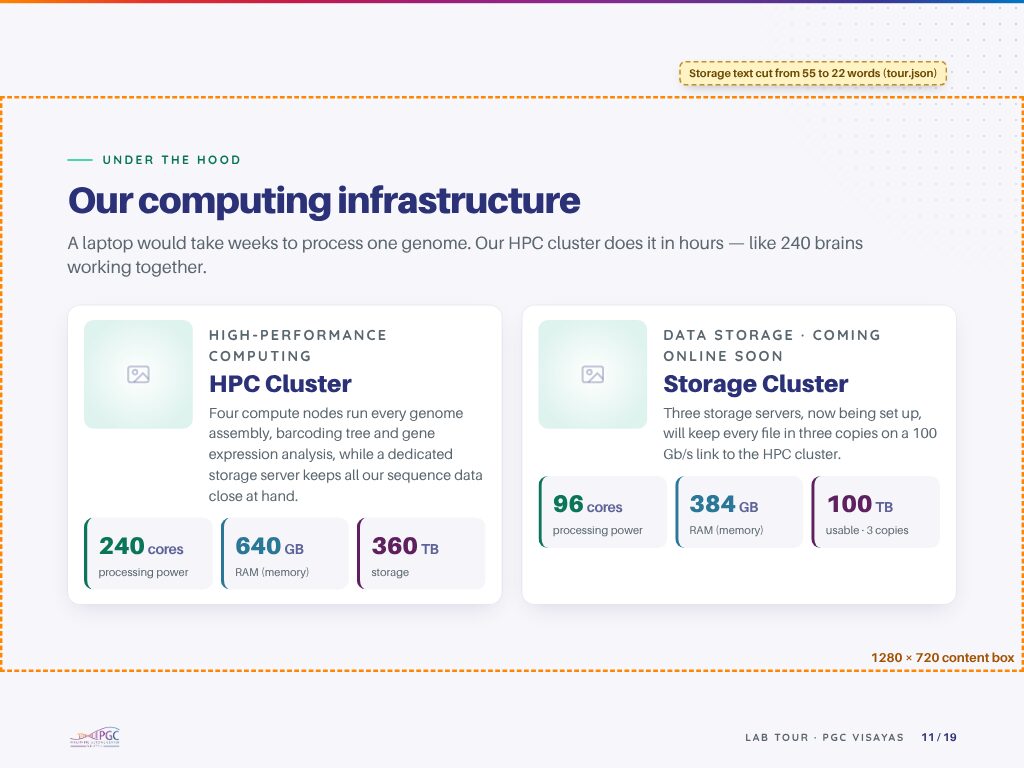 Storage text cut from 55 to 22 words (tour.json)
UNDER THE HOOD
Our computing infrastructure
A laptop would take weeks to process one genome. Our HPC cluster does it in hours — like 240 brains
working together.
HIGH-PERFORMANCE
COMPUTING
HPC Cluster
Four compute nodes run every genome
assembly, barcoding tree and gene
expression analysis, while a dedicated
storage server keeps all our sequence data
close at hand.
240 cores
processing power
640 GB
RAM (memory)
360 TB
storage
DATA STORAGE · COMING
ONLINE SOON
Storage Cluster
Three storage servers, now being set up,
will keep every file in three copies on a 100
Gb/s link to the HPC cluster.
96 cores
processing power
384 GB
RAM (memory)
100 TB
usable · 3 copies
1280 × 720 content box
PGC
LAB TOUR · PGC VISAYAS 11 / 19